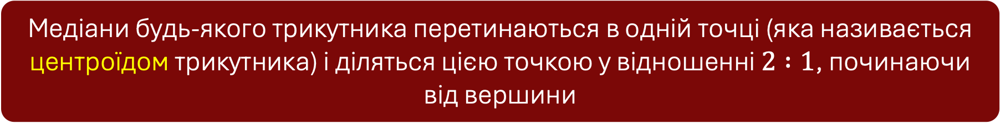 Медіани будь-якого трикутника перетинаються в одній точці (яка називається
центроїдом трикутника) і діляться цією точкою у відношенні 2 : 1, починаючи
від вершини